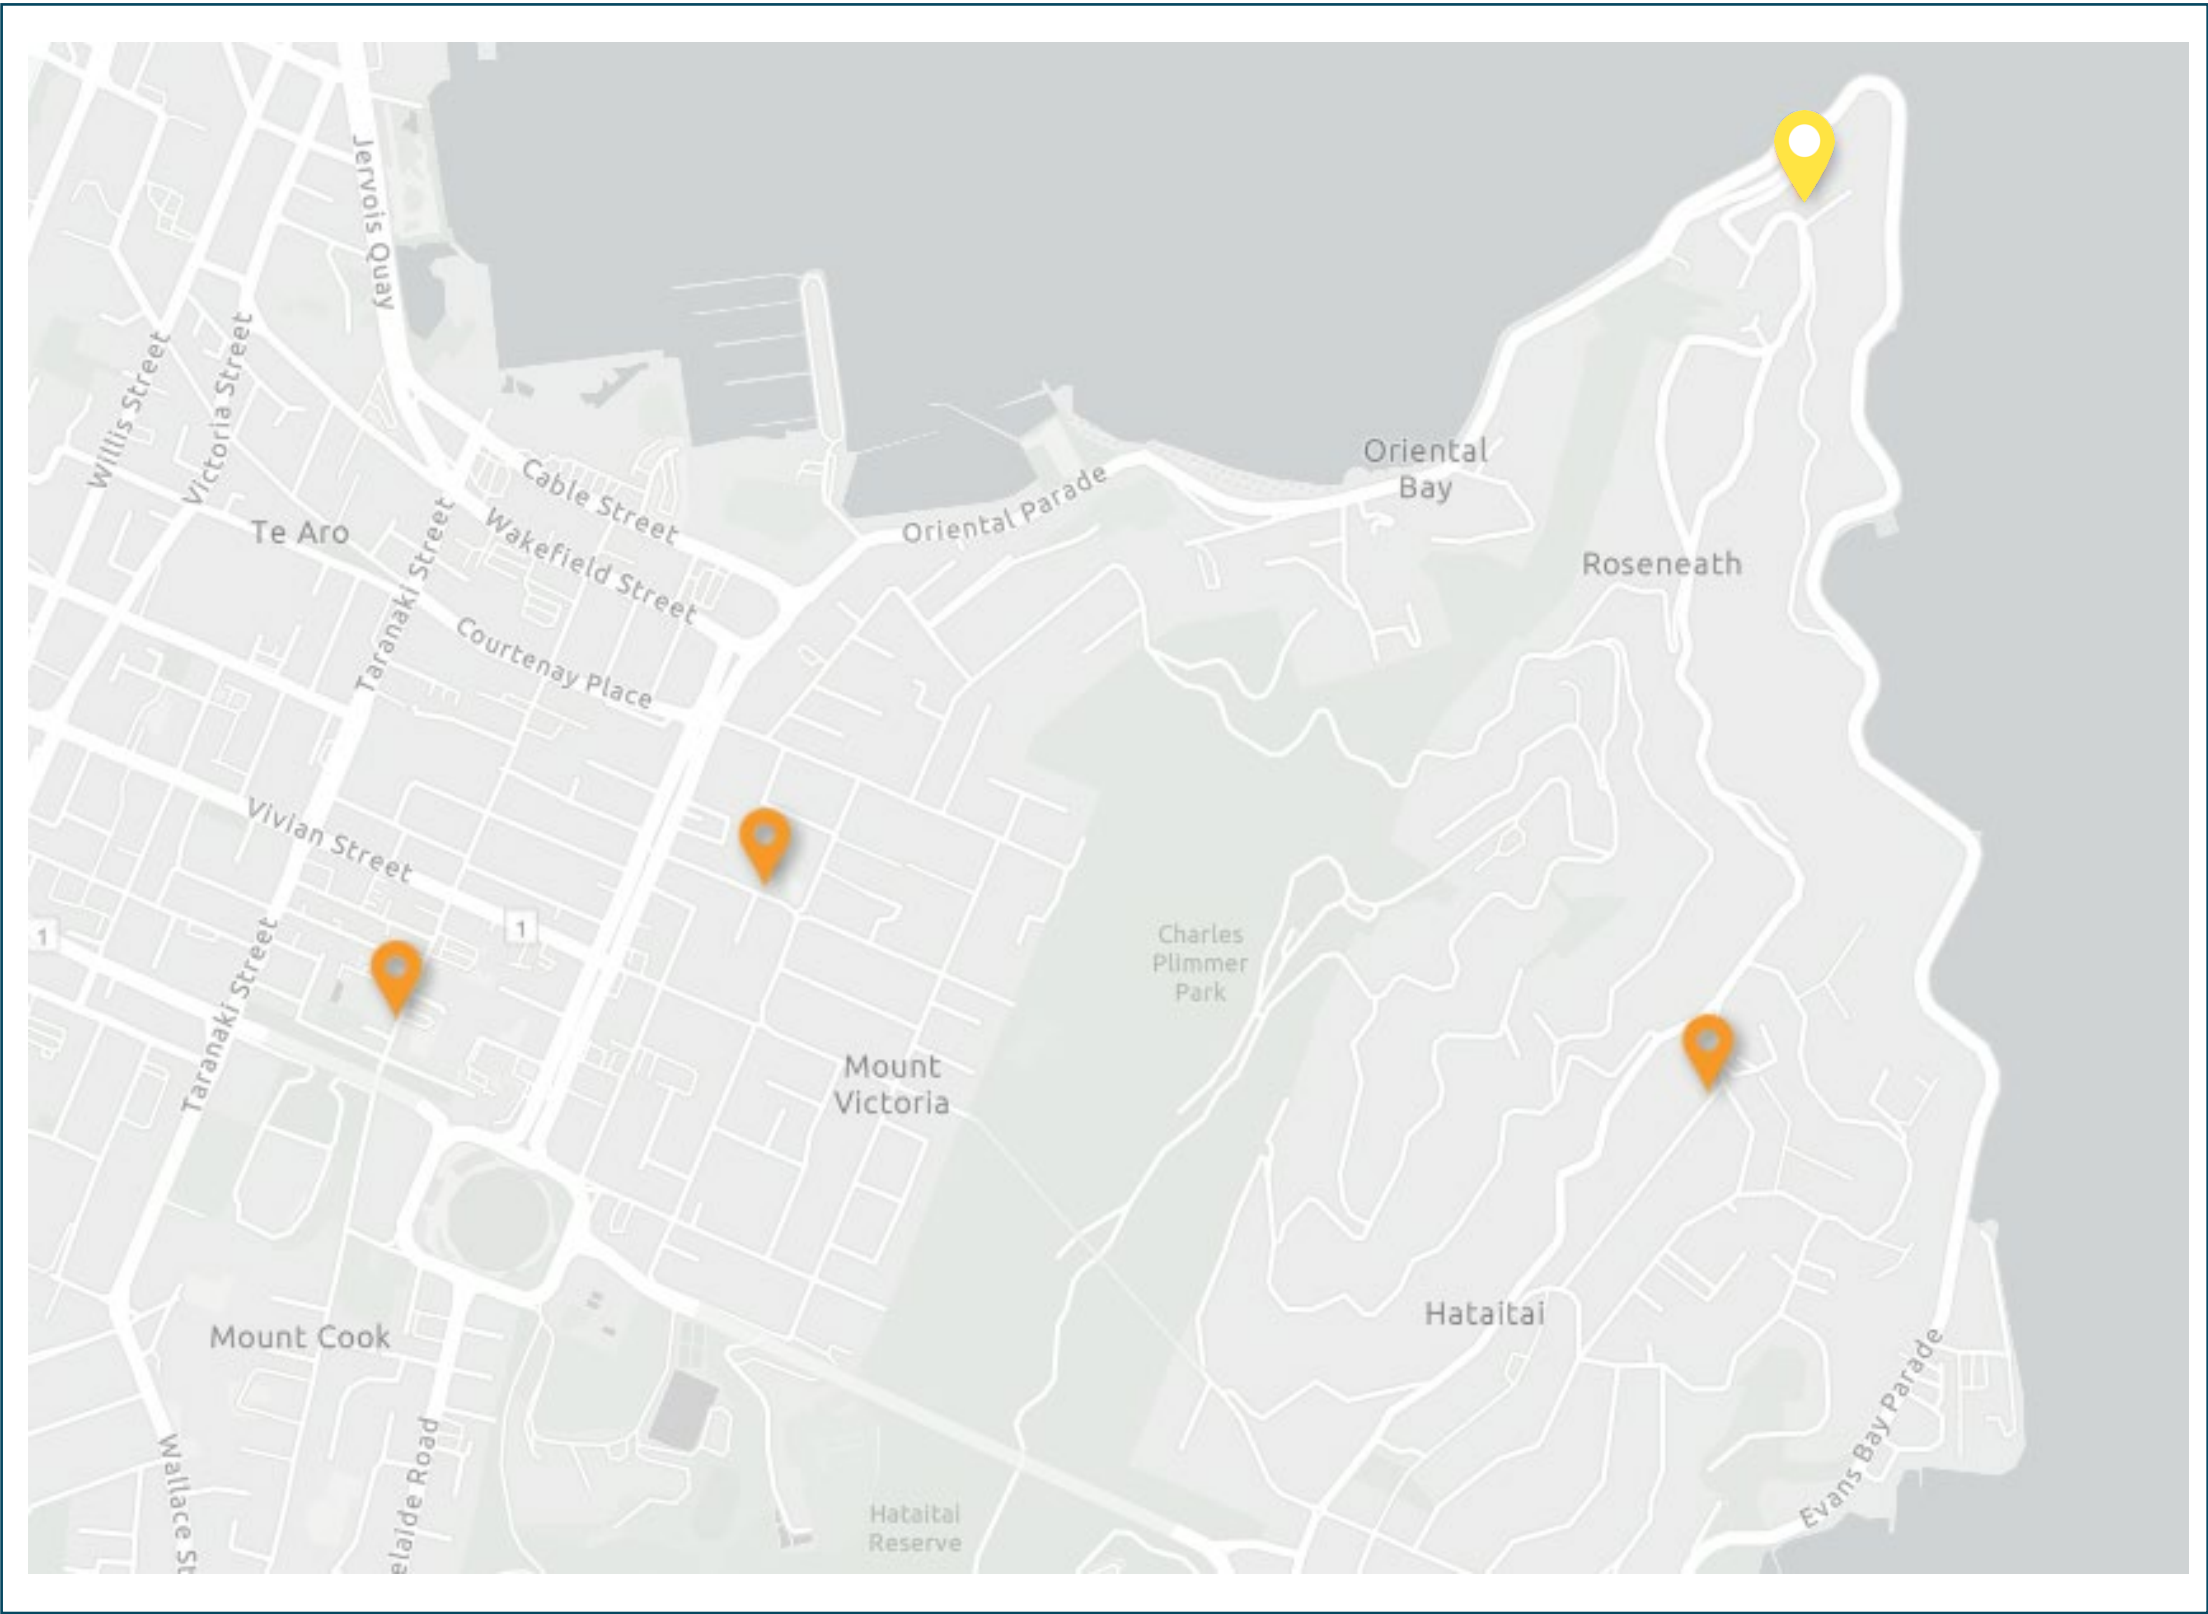 Jervois Quay
Willis Street
Victoria Street
Oriental
Bay
Cable Street
Oriental Parade
Te Aro
Taranaki Street
Wakefield Street
Roseneath
Courtenay Place
Vivian Street
1
1
Taranaki Street
Charles
Plimmer
Park
Mount
Victoria
Hataitai
Mount Cook
Evans Bay Parade
Wallace St
elaide Road
Hataitai
Reserve